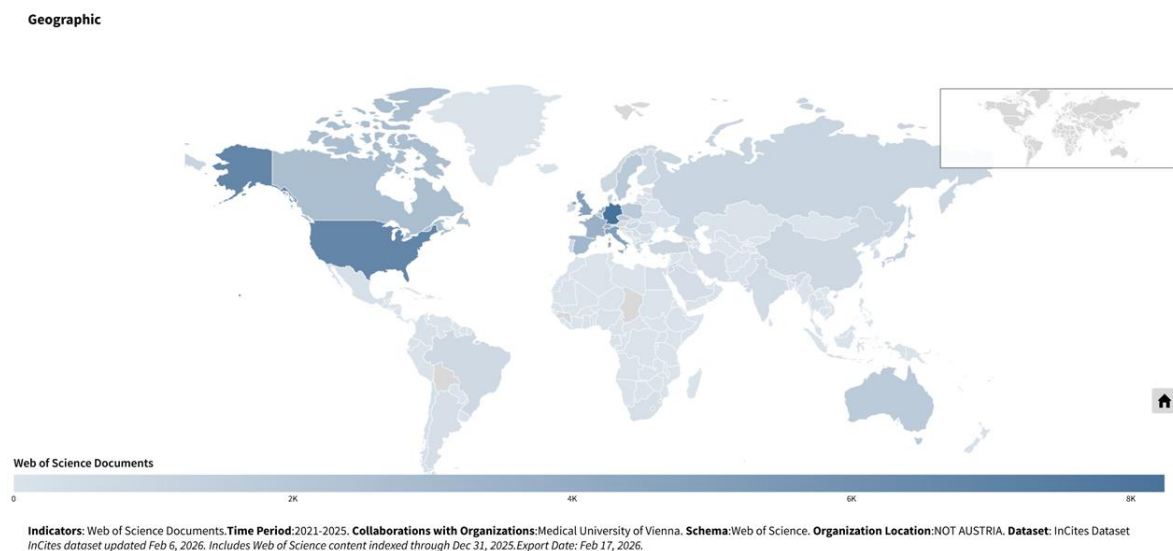 Geographic
Web of Science Documents
0 2K 4K 6K 8K
Indicators: Web of Science Documents.Time Period:2021-2025. Collaborations with Organizations:Medical University of Vienna. Schema:Web of Science. Organization Location:NOT AUSTRIA. Dataset: InCites Dataset
InCites dataset updated Feb 6, 2026. Includes Web of Science content indexed through Dec 31, 2025.Export Date: Feb 17, 2026.